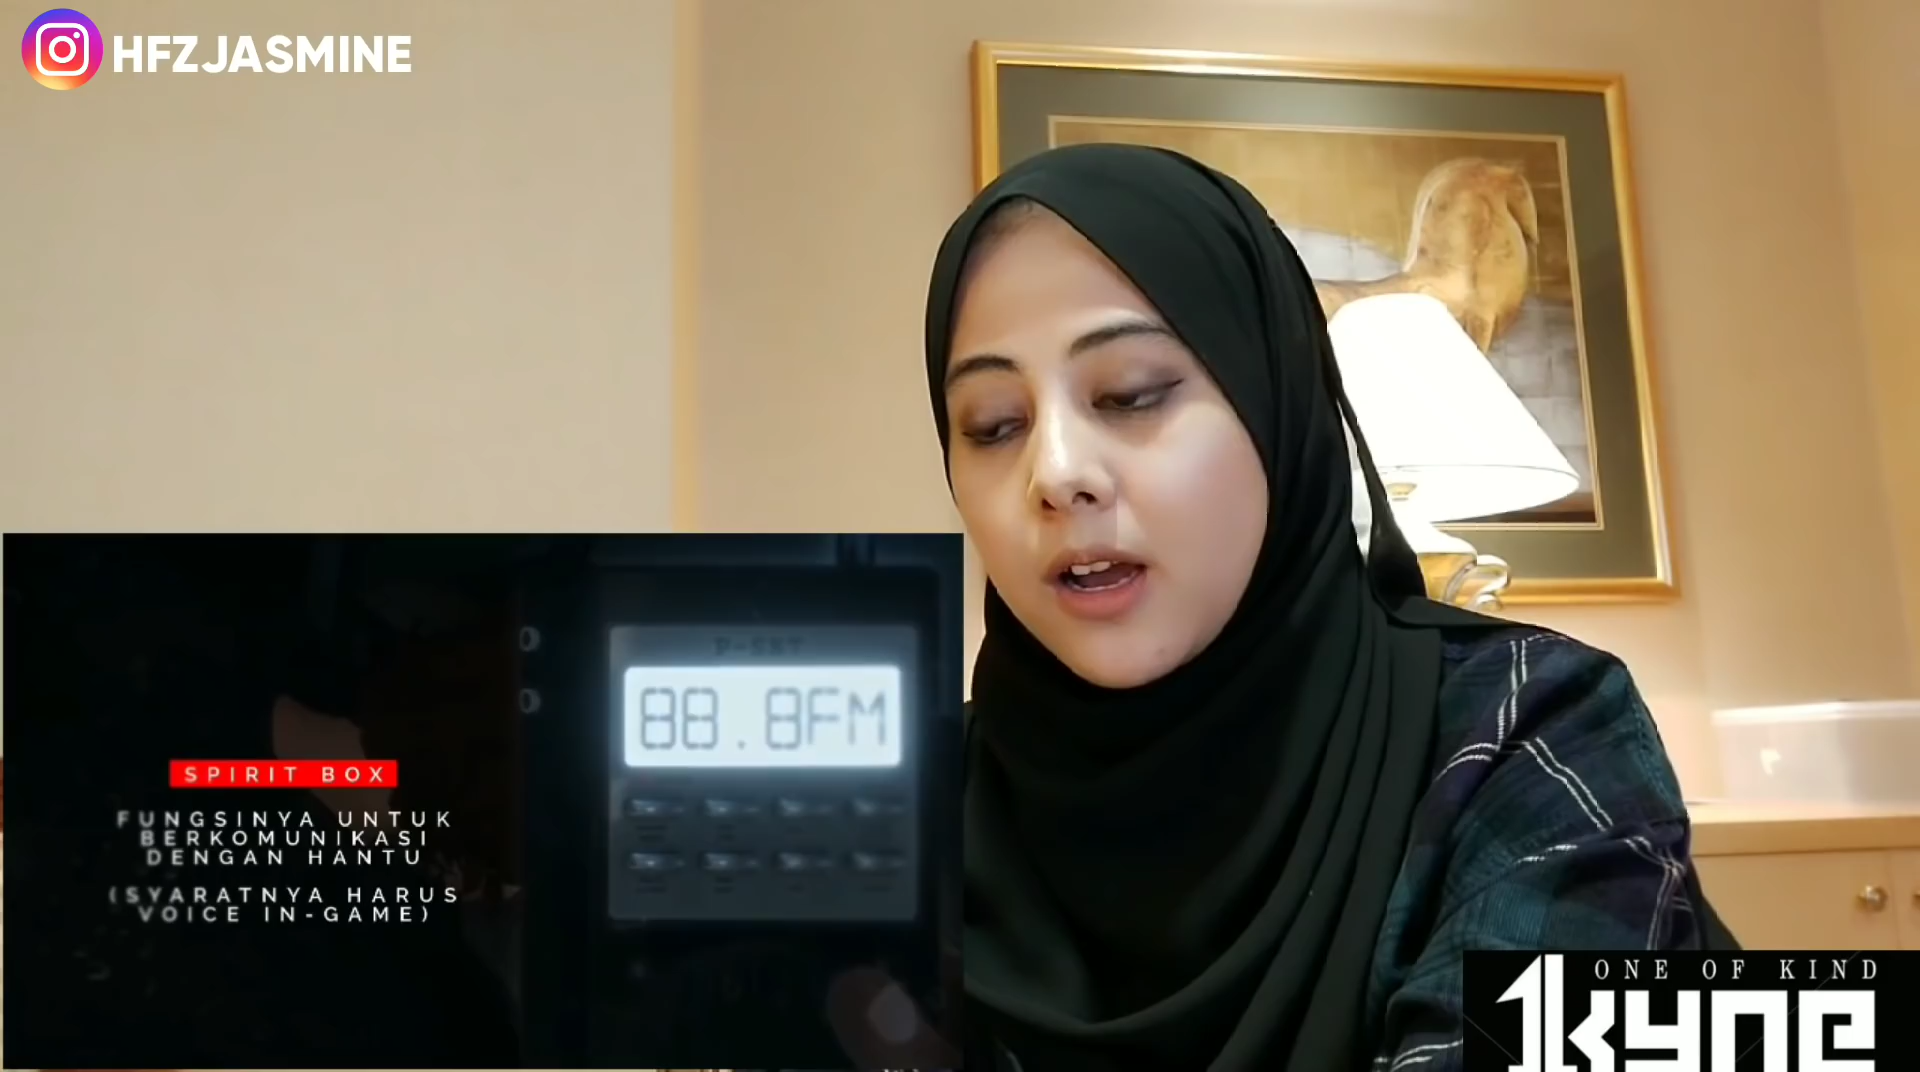 HFZJASMINE
P-SKT
88.8FM
SPIRIT BOX
FUNGSINYA UNTUK
BERKOMUNIKASI
DENGAN HANTU
(SYARATNYA HARUS
VOICE IN-GAME)
ONE OF KIND
1kyne